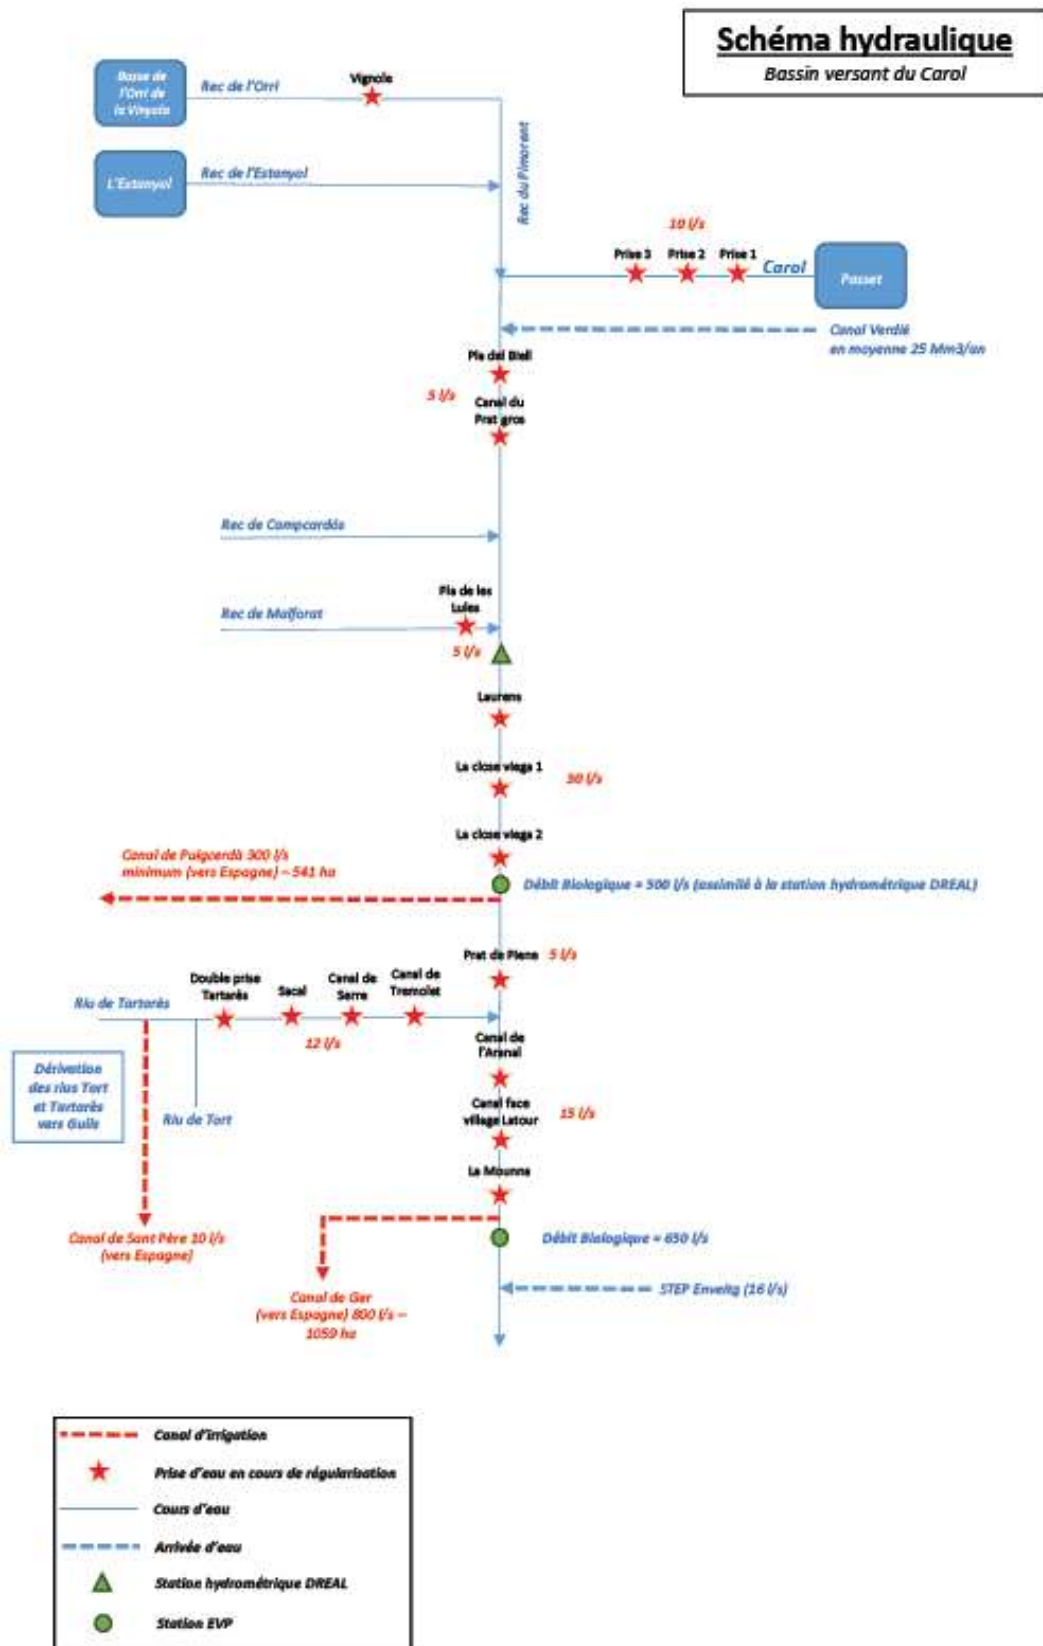 Schéma hydraulique
Bassin versant du Carol
Basse de
l'Orri de
la Vinyola
Rec de l'Orri
Vignole
L'Estanyol
Rec de l'Estanyol
Rec du Pimorent
10 l/s
Prise 3
Prise 2
Prise 1
Carol
Passet
Canal Verdié
en moyenne 25 Mm3/an
Pla del Biell
5 l/s
Canal du
Prat gros
Rec de Campcardós
Pla de les
Lules
Rec de Malforat
5 l/s
Laurens
La close viega 1
30 l/s
La close viega 2
Canal de Puigcerdà 300 l/s
minimum (vers Espagne) – 541 ha
Débit Biologique = 500 l/s (assimilé à la station hydrométrique DREAL)
Prat de Plene
5 l/s
Double prise
Tartarès
Sacal
Canal de
Serre
Canal de
Tremolet
Riu de Tartarès
12 l/s
Canal de
l'Aranal
Dérivation
des rius Tort
et Tartarès
vers Guils
Riu de Tort
Canal face
village Latour
15 l/s
La Mounna
Canal de Sant Père 10 l/s
(vers Espagne)
Débit Biologique = 650 l/s
STEP Enveitg (16 l/s)
Canal de Ger
(vers Espagne) 800 l/s –
1059 ha
Canal d'irrigation
Prise d'eau en cours de régularisation
Cours d'eau
Arrivée d'eau
Station hydrométrique DREAL
Station EVP